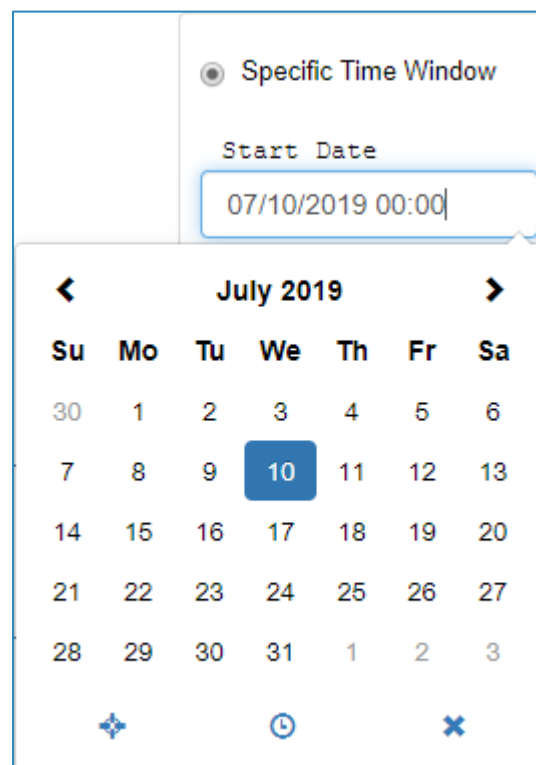 Specific Time Window
Start Date
07/10/2019 00:00
July 2019
Su Mo Tu We Th Fr Sa
30 1 2 3 4 5 6
7 8 9 10 11 12 13
14 15 16 17 18 19 20
21 22 23 24 25 26 27
28 29 30 31 1 2 3